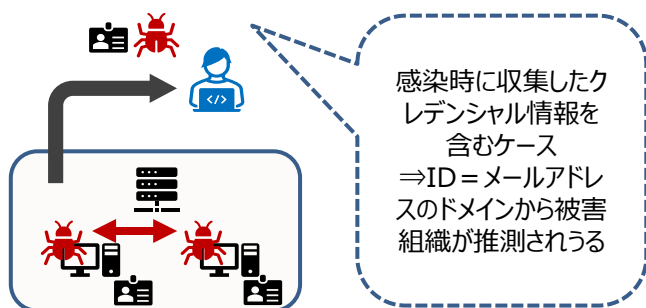 感染時に収集したク
レデンシャル情報を
含むケース
⇒ID＝メールアドレ
スのドメインから被害
組織が推測されうる